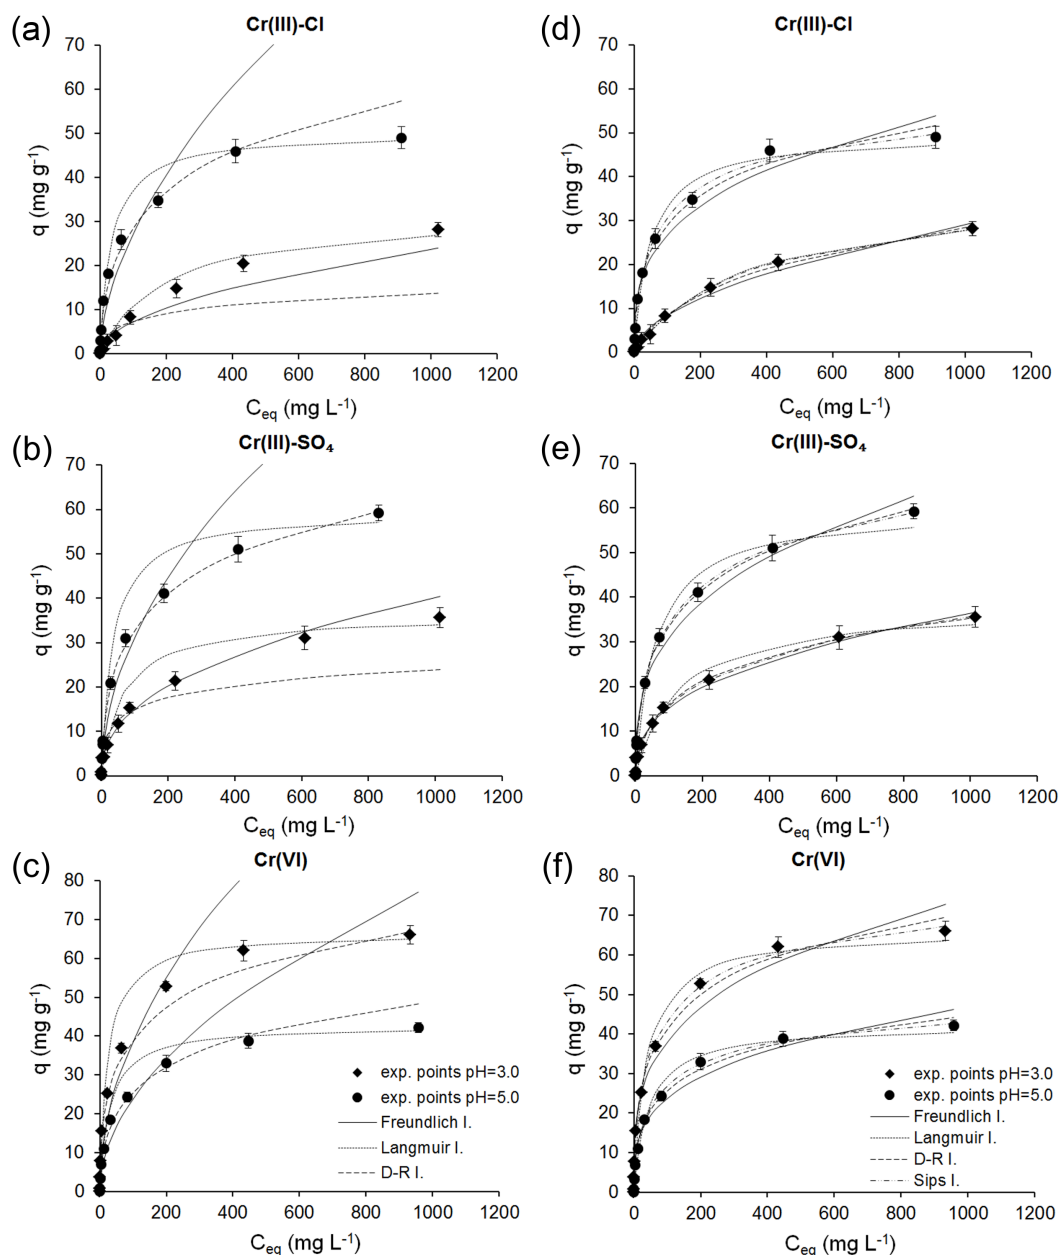 (a)
Cr(III)-Cl
70
60
50
40
30
20
10
0
q (mg g⁻¹)
0 200 400 600 800 1000 1200
Ceq (mg L⁻¹)
(d)
Cr(III)-Cl
70
60
50
40
30
20
10
0
q (mg g⁻¹)
0 200 400 600 800 1000 1200
Ceq (mg L⁻¹)
(b)
Cr(III)-SO₄
70
60
50
40
30
20
10
0
q (mg g⁻¹)
0 200 400 600 800 1000 1200
Ceq (mg L⁻¹)
(e)
Cr(III)-SO₄
70
60
50
40
30
20
10
0
q (mg g⁻¹)
0 200 400 600 800 1000 1200
Ceq (mg L⁻¹)
(c)
Cr(VI)
80
70
60
50
40
30
20
10
0
q (mg g⁻¹)
exp. points pH=3.0
exp. points pH=5.0
Freundlich I.
Langmuir I.
D-R I.
0 200 400 600 800 1000 1200
Ceq (mg L⁻¹)
(f)
Cr(VI)
80
70
60
50
40
30
20
10
0
q (mg g⁻¹)
exp. points pH=3.0
exp. points pH=5.0
Freundlich I.
Langmuir I.
D-R I.
Sips I.
0 200 400 600 800 1000 1200
Ceq (mg L⁻¹)